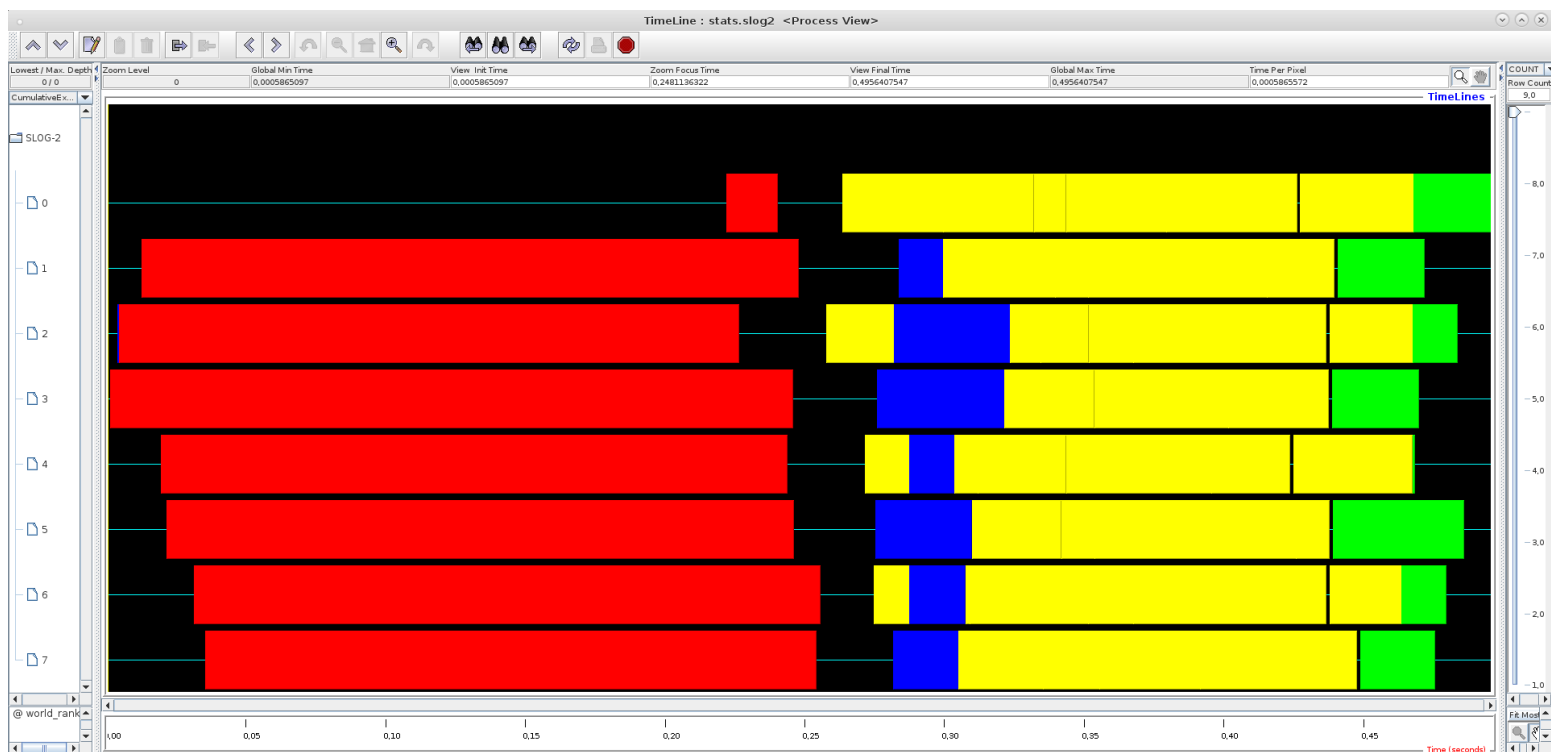 TimeLine : stats.slog2 <Process View>
Lowest / Max. Depth
0 / 0
Zoom Level
0
Global Min Time
0,0005865097
View Init Time
0,0005865097
Zoom Focus Time
0,2481136322
View Final Time
0,4956407547
Global Max Time
0,4956407547
Time Per Pixel
0,0005865572
COUNT
Row Count
9,0
CumulativeEx...
TimeLines
SLOG-2
0
1
2
3
4
5
6
7
8,0
7,0
6,0
5,0
4,0
3,0
2,0
1,0
@ world_rank
Fit Most
0,05
0,10
0,15
0,20
0,25
0,30
0,35
0,40
0,45
Time (seconds)